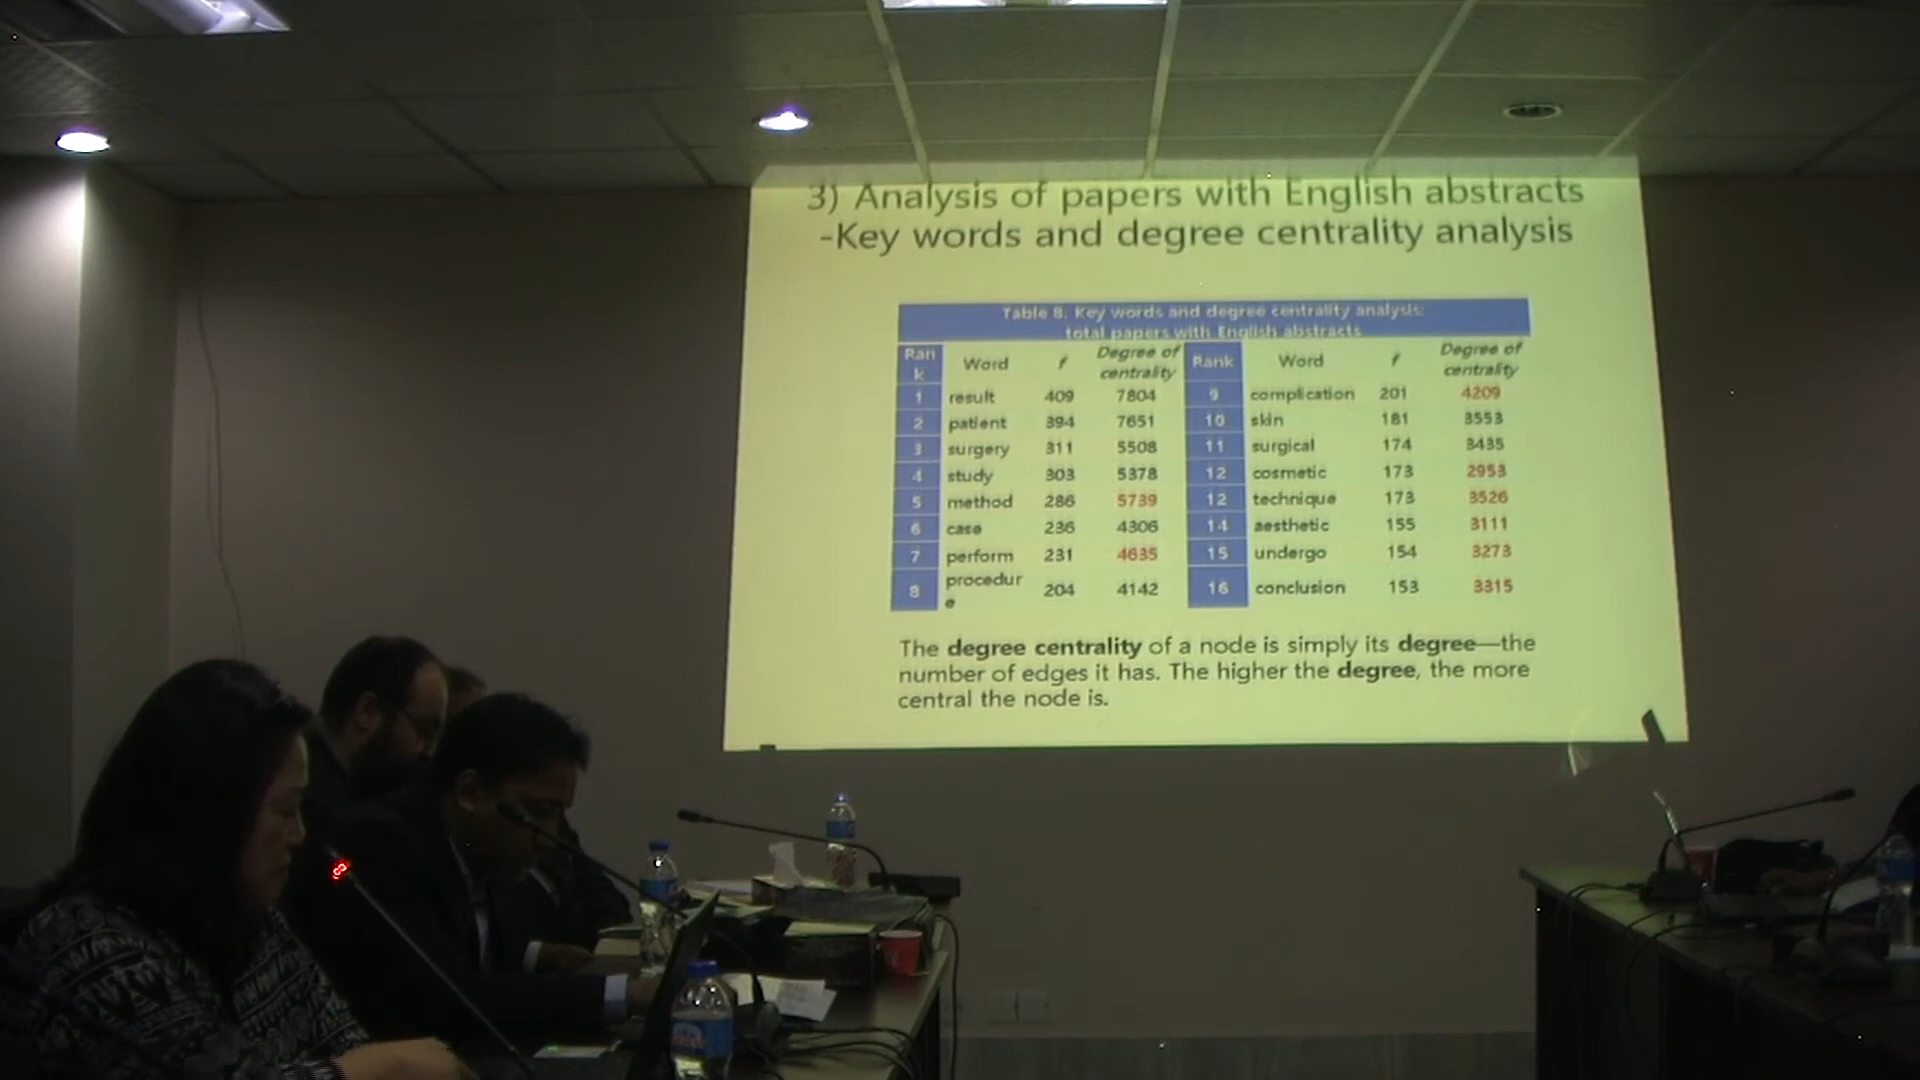 3) Analysis of papers with English abstracts
-Key words and degree centrality analysis
Table 8. Key words and degree centrality analysis:
total papers with English abstracts
Ran
k
Word f Degree of
centrality
Rank Word f Degree of
centrality
1 result 409 7804 9 complication 201 4209
2 patient 394 7651 10 skin 181 3553
3 surgery 311 5508 11 surgical 174 3435
4 study 303 5378 12 cosmetic 173 2953
5 method 286 5739 12 technique 173 3526
6 case 236 4306 14 aesthetic 155 3111
7 perform 231 4635 15 undergo 154 3273
8 procedur
e 204 4142 16 conclusion 153 3315
The degree centrality of a node is simply its degree—the
number of edges it has. The higher the degree, the more
central the node is.